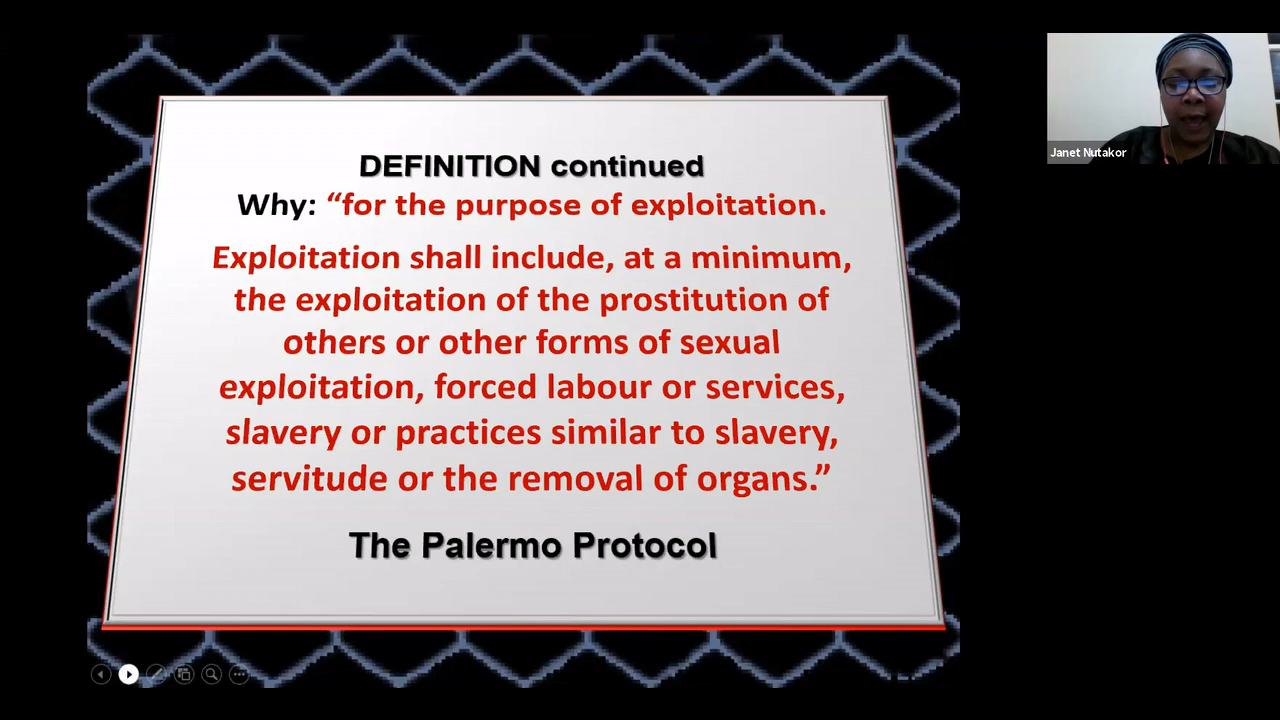 DEFINITION continued
Why: “for the purpose of exploitation.
Exploitation shall include, at a minimum,
the exploitation of the prostitution of
others or other forms of sexual
exploitation, forced labour or services,
slavery or practices similar to slavery,
servitude or the removal of organs.”
The Palermo Protocol
Janet Nutakor